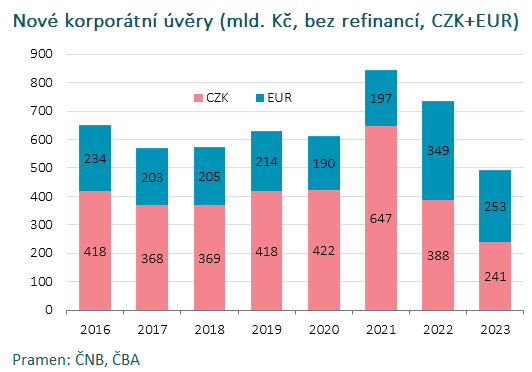 Nové korporátní úvěry (mld. Kč, bez refinancí, CZK+EUR)
900
800
700
600
500
400
300
200
100
0
CZK EUR
234 203 205 214 190 197 349 253
418 368 369 418 422 647 388 241
2016 2017 2018 2019 2020 2021 2022 2023
Pramen: ČNB, ČBA